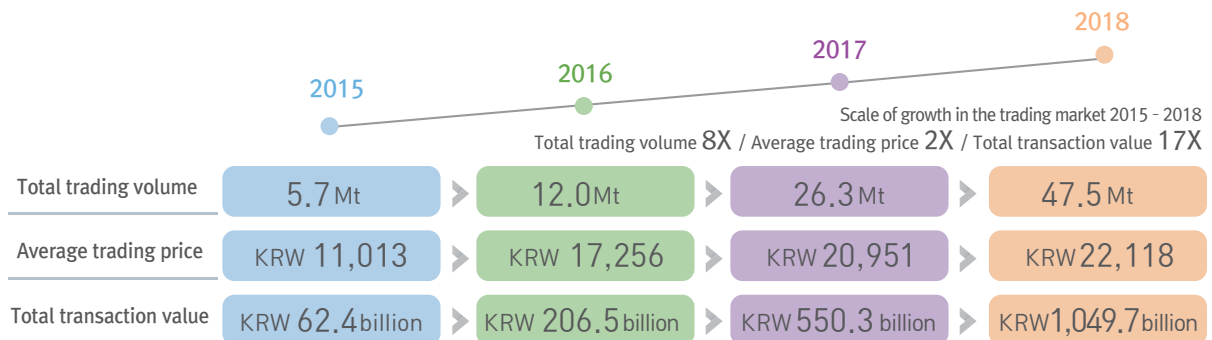 2018
2017
2016
2015
Scale of growth in the trading market 2015 - 2018
Total trading volume 8X / Average trading price 2X / Total transaction value 17X
Total trading volume 5.7 Mt 12.0 Mt 26.3 Mt 47.5 Mt
Average trading price KRW 11,013 KRW 17,256 KRW 20,951 KRW 22,118
Total transaction value KRW 62.4 billion KRW 206.5 billion KRW 550.3 billion KRW 1,049.7 billion